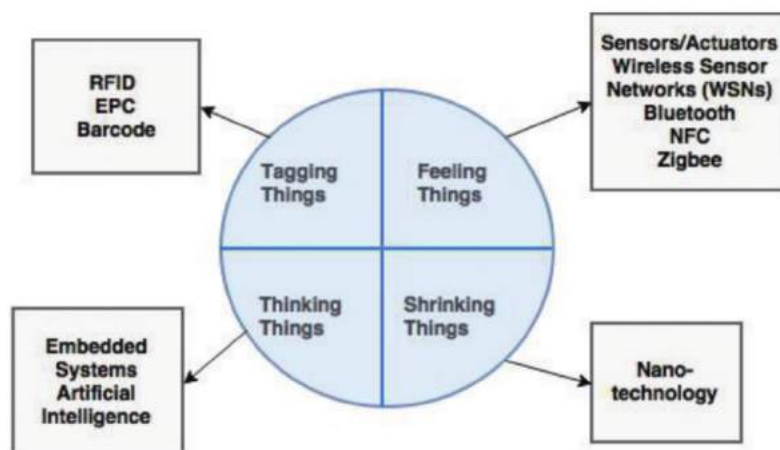 RFID
EPC
Barcode
Sensors/Actuators
Wireless Sensor
Networks (WSNs)
Bluetooth
NFC
Zigbee
Tagging
Things
Feeling
Things
Thinking
Things
Shrinking
Things
Embedded
Systems
Artificial
Intelligence
Nano-
technology